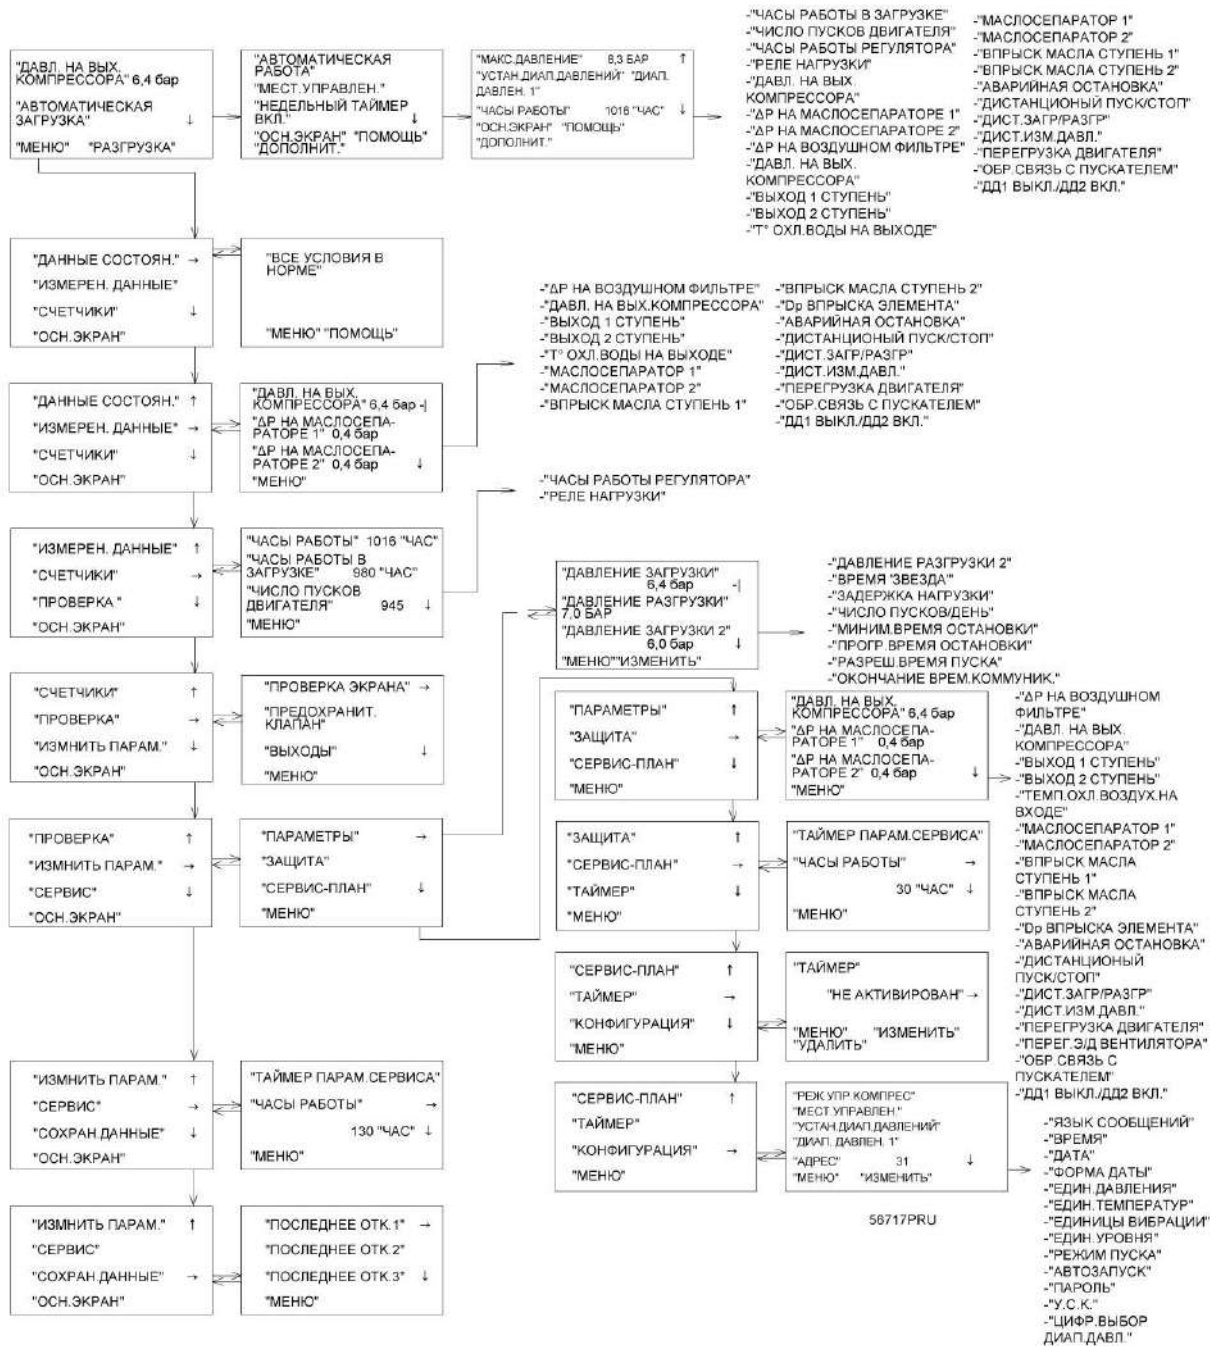 "ДАВЛ. НА ВЫХ.
КОМПРЕССОРА" 6,4 бар
"АВТОМАТИЧЕСКАЯ
ЗАГРУЗКА" ↓
"МЕНЮ" "РАЗГРУЗКА"
"АВТОМАТИЧЕСКАЯ
РАБОТА"
"МЕСТ.УПРАВЛЕН."
"НЕДЕЛЬНЫЙ ТАЙМЕР
ВКЛ." ↓
"ОСН.ЭКРАН" "ПОМОЩЬ"
"ДОПОЛНИТ."
"МАКС.ДАВЛЕНИЕ" 8,3 БАР ↑
"УСТАН.ДИАП.ДАВЛЕНИЙ" "ДИАП.
ДАВЛЕН. 1"
"ЧАСЫ РАБОТЫ" 1016 "ЧАС" ↓
"ОСН.ЭКРАН" "ПОМОЩЬ"
"ДОПОЛНИТ."
-"ЧАСЫ РАБОТЫ В ЗАГРУЗКЕ"
-"ЧИСЛО ПУСКОВ ДВИГАТЕЛЯ"
-"ЧАСЫ РАБОТЫ РЕГУЛЯТОРА"
-"РЕЛЕ НАГРУЗКИ"
-"ДАВЛ. НА ВЫХ.
КОМПРЕССОРА"
-"ΔР НА МАСЛОСЕПАРАТОРЕ 1"
-"ΔР НА МАСЛОСЕПАРАТОРЕ 2"
-"ΔР НА ВОЗДУШНОМ ФИЛЬТРЕ"
-"ДАВЛ. НА ВЫХ.
КОМПРЕССОРА"
-"ВЫХОД 1 СТУПЕНЬ"
-"ВЫХОД 2 СТУПЕНЬ"
-"Т° ОХЛ.ВОДЫ НА ВЫХОДЕ"
-"МАСЛОСЕПАРАТОР 1"
-"МАСЛОСЕПАРАТОР 2"
-"ВПРЫСК МАСЛА СТУПЕНЬ 1"
-"ВПРЫСК МАСЛА СТУПЕНЬ 2"
-"АВАРИЙНАЯ ОСТАНОВКА"
-"ДИСТАНЦИОНЫЙ ПУСК/СТОП"
-"ДИСТ.ЗАГР/РАЗГР"
-"ДИСТ.ИЗМ.ДАВЛ."
-"ПЕРЕГРУЗКА ДВИГАТЕЛЯ"
-"ОБР.СВЯЗЬ С ПУСКАТЕЛЕМ"
-"ДД1 ВЫКЛ./ДД2 ВКЛ."
"ДАННЫЕ СОСТОЯН." →
"ИЗМЕРЕН. ДАННЫЕ"
"СЧЕТЧИКИ" ↓
"ОСН.ЭКРАН"
"ВСЕ УСЛОВИЯ В
НОРМЕ"
"МЕНЮ" "ПОМОЩЬ"
"ДАННЫЕ СОСТОЯН." ↑
"ИЗМЕРЕН. ДАННЫЕ" →
"СЧЕТЧИКИ" ↓
"ОСН.ЭКРАН"
"ДАВЛ. НА ВЫХ.
КОМПРЕССОРА" 6,4 бар -|
"ΔР НА МАСЛОСЕПА-
РАТОРЕ 1" 0,4 бар
"ΔР НА МАСЛОСЕПА-
РАТОРЕ 2" 0,4 бар ↓
"МЕНЮ"
-"ΔР НА ВОЗДУШНОМ ФИЛЬТРЕ"
-"ДАВЛ. НА ВЫХ.КОМПРЕССОРА"
-"ВЫХОД 1 СТУПЕНЬ"
-"ВЫХОД 2 СТУПЕНЬ"
-"Т° ОХЛ.ВОДЫ НА ВЫХОДЕ"
-"МАСЛОСЕПАРАТОР 1"
-"МАСЛОСЕПАРАТОР 2"
-"ВПРЫСК МАСЛА СТУПЕНЬ 1"
-"ВПРЫСК МАСЛА СТУПЕНЬ 2"
-"Dp ВПРЫСКА ЭЛЕМЕНТА"
-"АВАРИЙНАЯ ОСТАНОВКА"
-"ДИСТАНЦИОНЫЙ ПУСК/СТОП"
-"ДИСТ.ЗАГР/РАЗГР"
-"ДИСТ.ИЗМ.ДАВЛ."
-"ПЕРЕГРУЗКА ДВИГАТЕЛЯ"
-"ОБР.СВЯЗЬ С ПУСКАТЕЛЕМ"
-"ДД1 ВЫКЛ./ДД2 ВКЛ."
"ИЗМЕРЕН. ДАННЫЕ" ↑
"СЧЕТЧИКИ" →
"ПРОВЕРКА " ↓
"ОСН.ЭКРАН"
"ЧАСЫ РАБОТЫ" 1016 "ЧАС"
"ЧАСЫ РАБОТЫ В
ЗАГРУЗКЕ" 980 "ЧАС"
"ЧИСЛО ПУСКОВ
ДВИГАТЕЛЯ" 945 ↓
"МЕНЮ"
-"ЧАСЫ РАБОТЫ РЕГУЛЯТОРА"
-"РЕЛЕ НАГРУЗКИ"
"ДАВЛЕНИЕ ЗАГРУЗКИ"
6,4 бар -|
"ДАВЛЕНИЕ РАЗГРУЗКИ"
7,0 БАР
"ДАВЛЕНИЕ ЗАГРУЗКИ 2"
6,0 бар ↓
"МЕНЮ""ИЗМЕНИТЬ"
-"ДАВЛЕНИЕ РАЗГРУЗКИ 2"
-"ВРЕМЯ "ЗВЕЗДА"
-"ЗАДЕРЖКА НАГРУЗКИ"
-"ЧИСЛО ПУСКОВ/ДЕНЬ"
-"МИНИМ.ВРЕМЯ ОСТАНОВКИ"
-"ПРОГР.ВРЕМЯ ОСТАНОВКИ"
-"РАЗРЕШ.ВРЕМЯ ПУСКА"
-"ОКОНЧАНИЕ ВРЕМ.КОММУНИК."
"СЧЕТЧИКИ" ↑
"ПРОВЕРКА" →
"ИЗМНИТЬ ПАРАМ." ↓
"ОСН.ЭКРАН"
"ПРОВЕРКА ЭКРАНА" →
"ПРЕДОХРАНИТ.
КЛАПАН"
"ВЫХОДЫ" ↓
"МЕНЮ"
"ПАРАМЕТРЫ" ↑
"ЗАЩИТА" →
"СЕРВИС-ПЛАН" ↓
"МЕНЮ"
"ДАВЛ. НА ВЫХ.
КОМПРЕССОРА" 6,4 бар
"ΔР НА МАСЛОСЕПА-
РАТОРЕ 1" 0,4 бар
"ΔР НА МАСЛОСЕПА-
РАТОРЕ 2" 0,4 бар ↓
"МЕНЮ"
-"ΔР НА ВОЗДУШНОМ
ФИЛЬТРЕ"
-"ДАВЛ. НА ВЫХ.
КОМПРЕССОРА"
-"ВЫХОД 1 СТУПЕНЬ"
-"ВЫХОД 2 СТУПЕНЬ"
-"ТЕМП.ОХЛ.ВОЗДУХ.НА
ВХОДЕ"
-"МАСЛОСЕПАРАТОР 1"
-"МАСЛОСЕПАРАТОР 2"
-"ВПРЫСК МАСЛА
СТУПЕНЬ 1"
-"ВПРЫСК МАСЛА
СТУПЕНЬ 2"
-"Dp ВПРЫСКА ЭЛЕМЕНТА"
-"АВАРИЙНАЯ ОСТАНОВКА"
-"ДИСТАНЦИОНЫЙ
ПУСК/СТОП"
-"ДИСТ.ЗАГР/РАЗГР"
-"ДИСТ.ИЗМ.ДАВЛ."
-"ПЕРЕГРУЗКА ДВИГАТЕЛЯ"
-"ПЕРЕГ.Э/Д ВЕНТИЛЯТОРА"
-"ОБР.СВЯЗЬ С
ПУСКАТЕЛЕМ"
-"ДД1 ВЫКЛ./ДД2 ВКЛ."
"ПРОВЕРКА" ↑
"ИЗМНИТЬ ПАРАМ." →
"СЕРВИС" ↓
"ОСН.ЭКРАН"
"ПАРАМЕТРЫ" →
"ЗАЩИТА"
"СЕРВИС-ПЛАН" ↓
"МЕНЮ"
"ЗАЩИТА" ↑
"СЕРВИС-ПЛАН" →
"ТАЙМЕР" ↓
"МЕНЮ"
"ТАЙМЕР ПАРАМ.СЕРВИСА"
"ЧАСЫ РАБОТЫ" →
30 "ЧАС" ↓
"МЕНЮ"
"СЕРВИС-ПЛАН" ↑
"ТАЙМЕР" →
"КОНФИГУРАЦИЯ" ↓
"МЕНЮ"
"ТАЙМЕР"
"НЕ АКТИВИРОВАН" →
"МЕНЮ" "ИЗМЕНИТЬ"
"УДАЛИТЬ"
"ИЗМНИТЬ ПАРАМ." ↑
"СЕРВИС" →
"СОХРАН.ДАННЫЕ" ↓
"ОСН.ЭКРАН"
"ТАЙМЕР ПАРАМ.СЕРВИСА"
"ЧАСЫ РАБОТЫ" →
130 "ЧАС" ↓
"МЕНЮ"
"СЕРВИС-ПЛАН" ↑
"ТАЙМЕР"
"КОНФИГУРАЦИЯ" →
"МЕНЮ"
"РЕЖ.УПР.КОМПРЕС"
"МЕСТ.УПРАВЛЕН."
"УСТАН.ДИАП.ДАВЛЕНИЙ"
"ДИАП. ДАВЛЕН. 1"
"АДРЕС" 31 ↓
"МЕНЮ" "ИЗМЕНИТЬ"
-"ЯЗЫК СООБЩЕНИЙ"
-"ВРЕМЯ"
-"ДАТА"
-"ФОРМА ДАТЫ"
-"ЕДИН.ДАВЛЕНИЯ"
-"ЕДИН.ТЕМПЕРАТУР"
-"ЕДИНИЦЫ ВИБРАЦИИ"
-"ЕДИН.УРОВНЯ"
-"РЕЖИМ ПУСКА"
-"АВТОЗАПУСК"
-"ПАРОЛЬ"
-"У.С.К."
-"ЦИФР.ВЫБОР
ДИАП.ДАВЛ."
"ИЗМНИТЬ ПАРАМ." ↑
"СЕРВИС"
"СОХРАН.ДАННЫЕ" →
"ОСН.ЭКРАН"
"ПОСЛЕДНЕЕ ОТК.1" →
"ПОСЛЕДНЕЕ ОТК.2"
"ПОСЛЕДНЕЕ ОТК.3" ↓
"МЕНЮ"
56717PRU